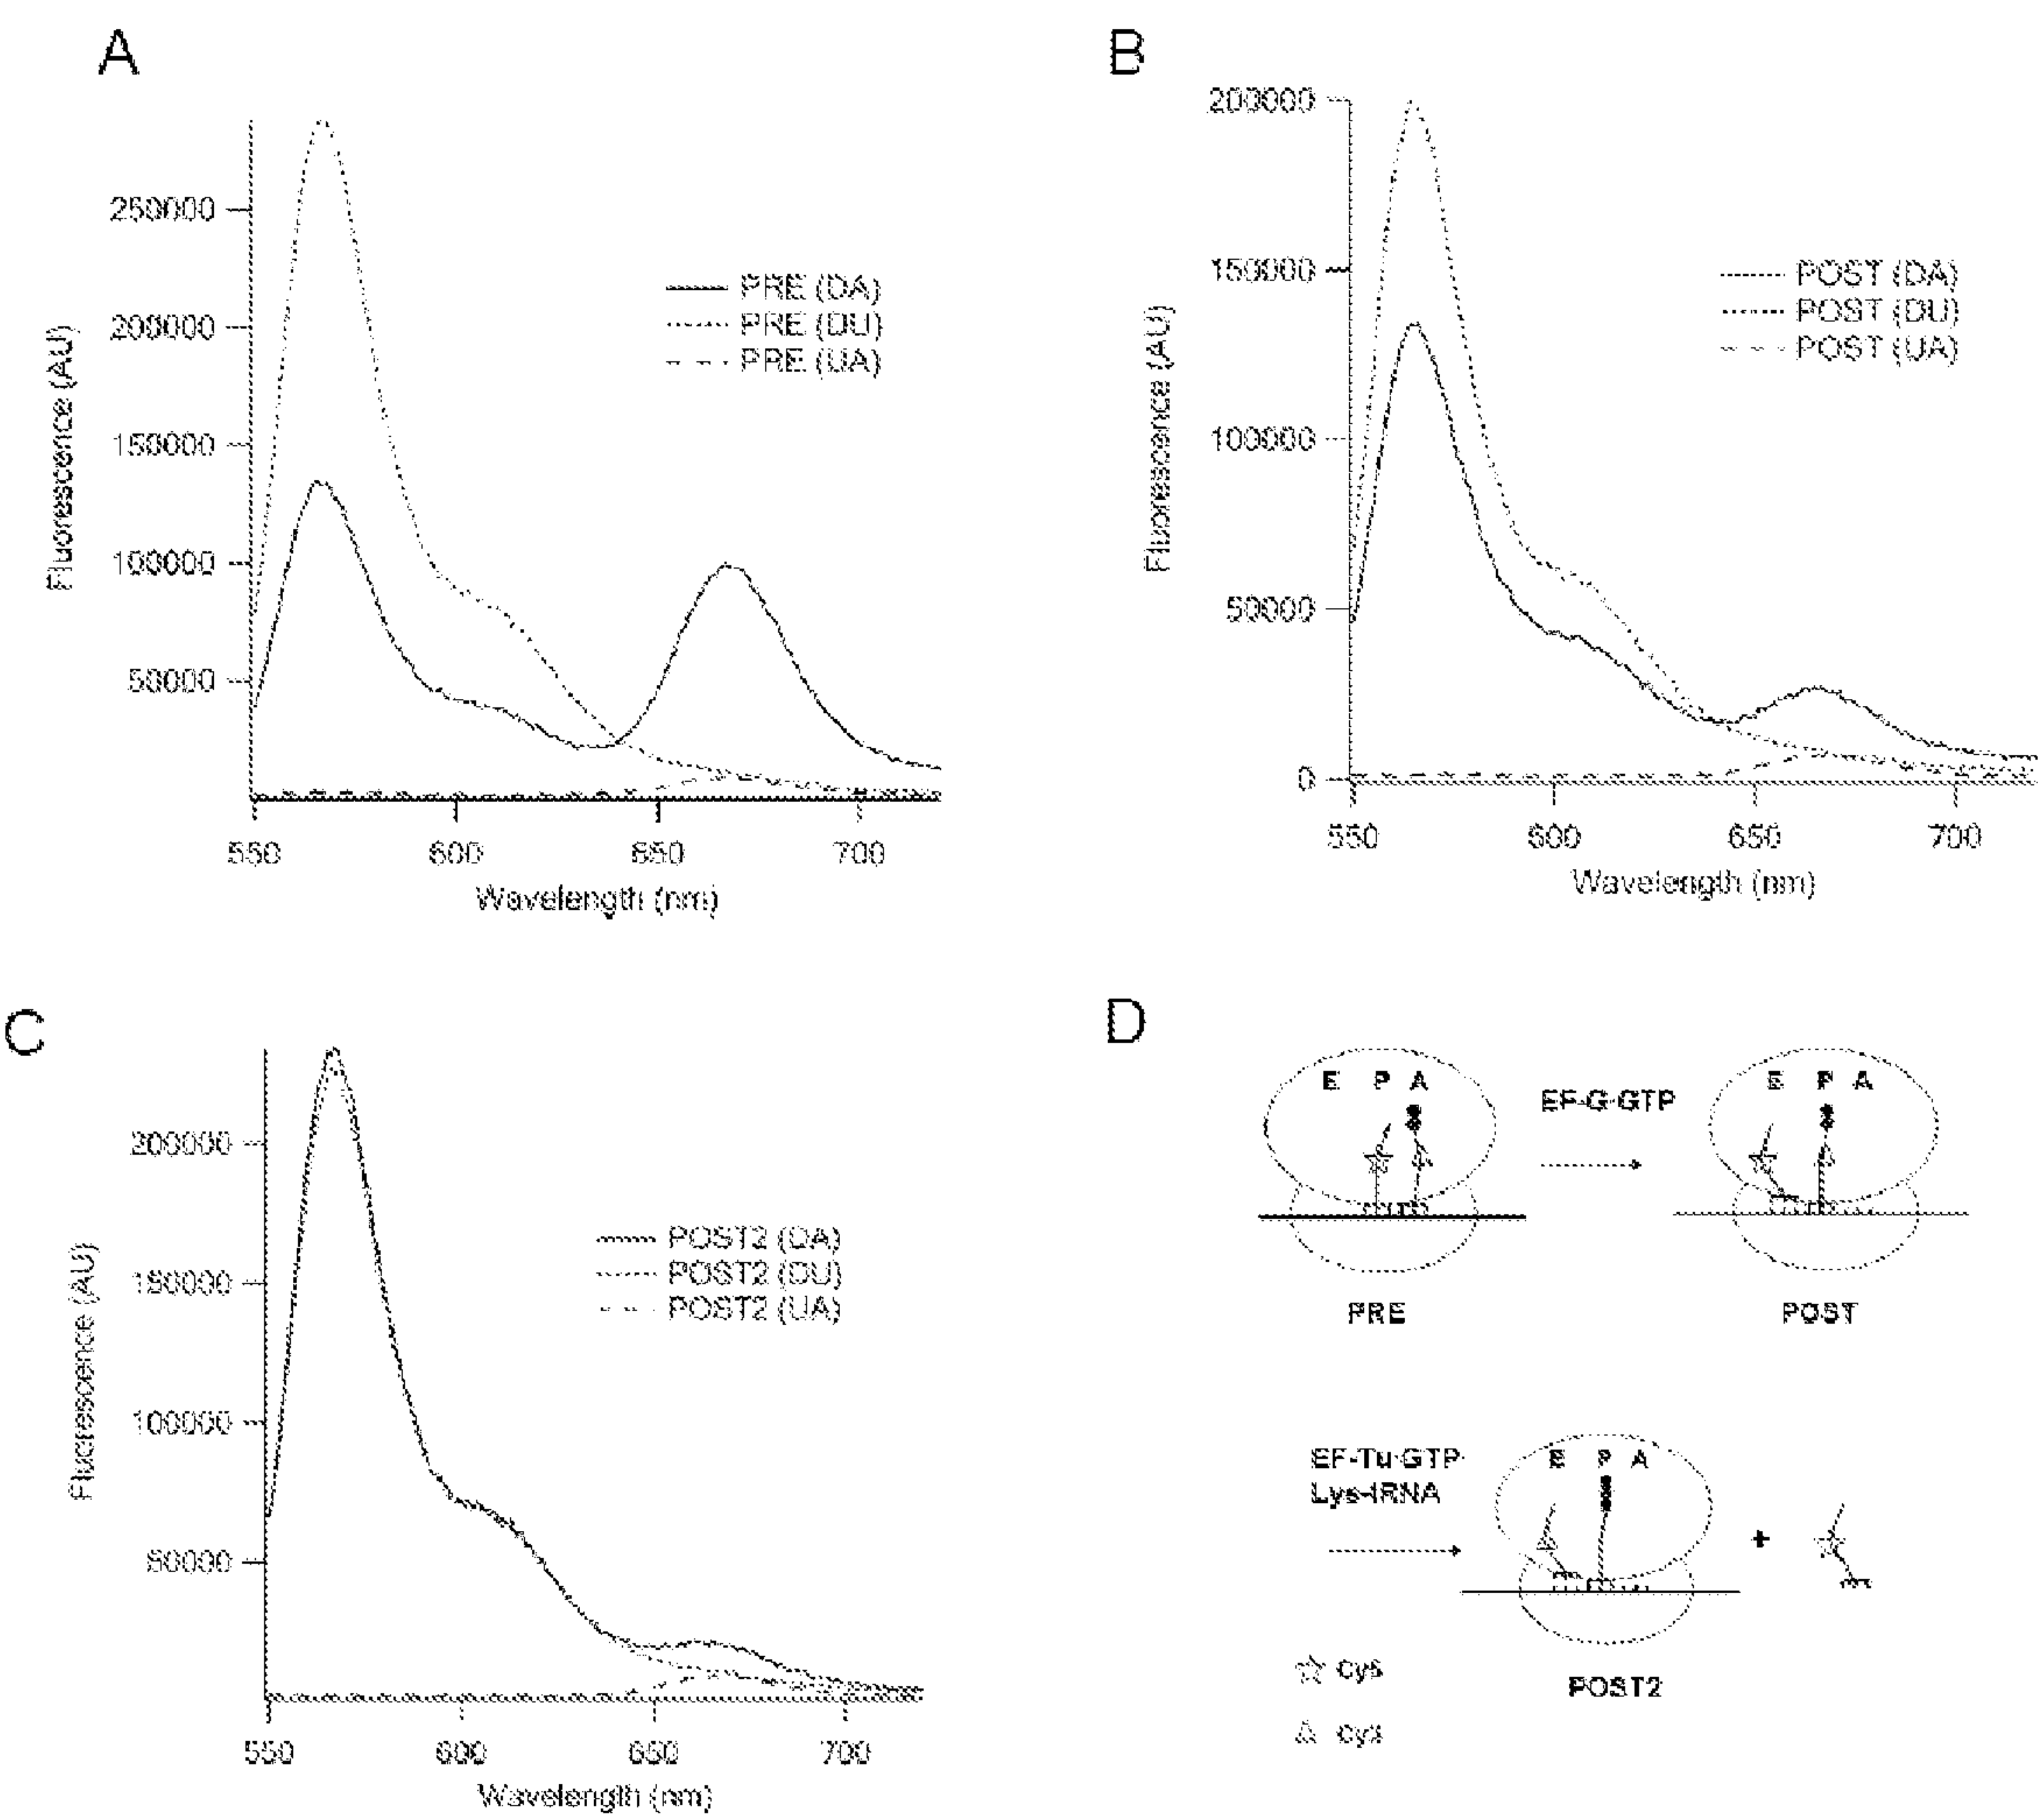 A
250000
200000
150000
100000
50000
Fluorescence (AU)
PRE (DA)
PRE (DU)
PRE (UA)
550 600 650 700
Wavelength (nm)
B
200000
150000
100000
50000
0
Fluorescence (AU)
POST (DA)
POST (DU)
POST (UA)
550 600 650 700
Wavelength (nm)
C
200000
150000
100000
50000
Fluorescence (AU)
POST2 (DA)
POST2 (DU)
POST2 (UA)
550 600 650 700
Wavelength (nm)
D
E P A
EF-G·GTP
E P A
PRE
POST
EF-Tu·GTP·
Lys-tRNA
E P A
+
POST2
cy5
cy3